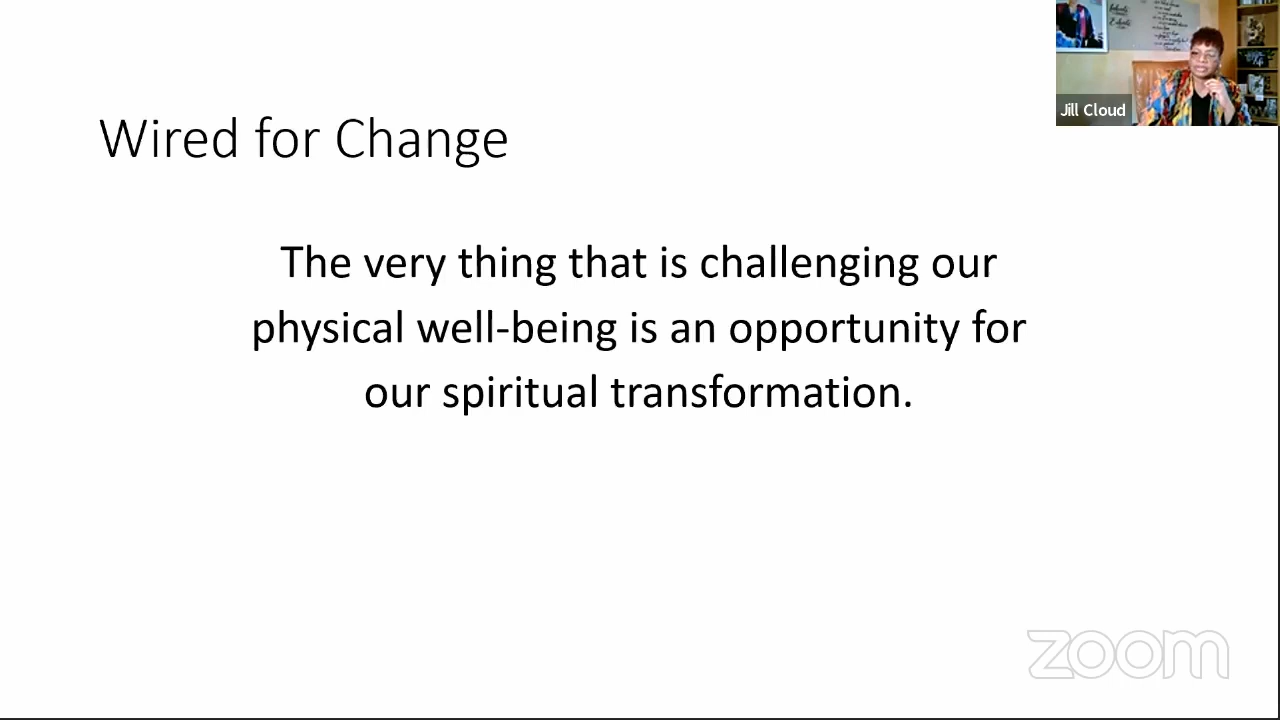 Wired for Change
The very thing that is challenging our
physical well-being is an opportunity for
our spiritual transformation.
Jill Cloud
zoom